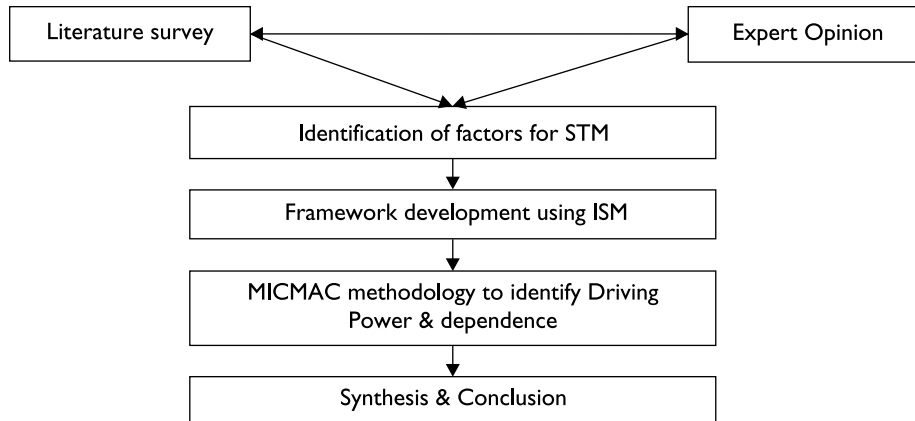 Literature survey
Expert Opinion
Identification of factors for STM
Framework development using ISM
MICMAC methodology to identify Driving
Power & dependence
Synthesis & Conclusion